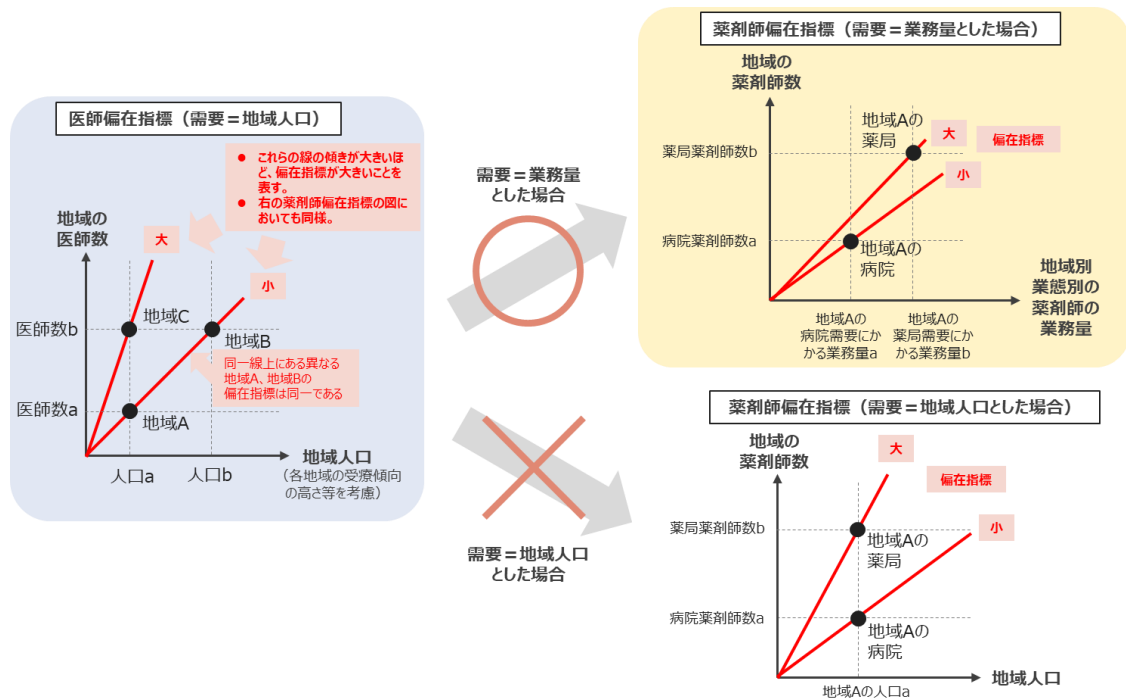 医師偏在指標（需要＝地域人口）
● これらの線の傾きが大きいほ
ど、偏在指標が大きいことを
表す。
● 右の薬剤師偏在指標の図に
おいても同様。
地域の
医師数
大
小
医師数b
地域C
地域B
同一線上にある異なる
地域A、地域Bの
偏在指標は同一である
医師数a
地域A
人口a
人口b
地域人口
（各地域の受療傾向
の高さ等を考慮）
需要＝業務量
とした場合
需要＝地域人口
とした場合
薬剤師偏在指標（需要＝業務量とした場合）
地域の
薬剤師数
地域Aの
薬局
大
偏在指標
薬局薬剤師数b
小
病院薬剤師数a
地域Aの
病院
地域別
業態別の
薬剤師の
業務量
地域Aの
病院需要にか
かる業務量a
地域Aの
薬局需要にか
かる業務量b
薬剤師偏在指標（需要＝地域人口とした場合）
地域の
薬剤師数
大
偏在指標
薬局薬剤師数b
小
地域Aの
薬局
病院薬剤師数a
地域Aの
病院
地域人口
地域Aの人口a